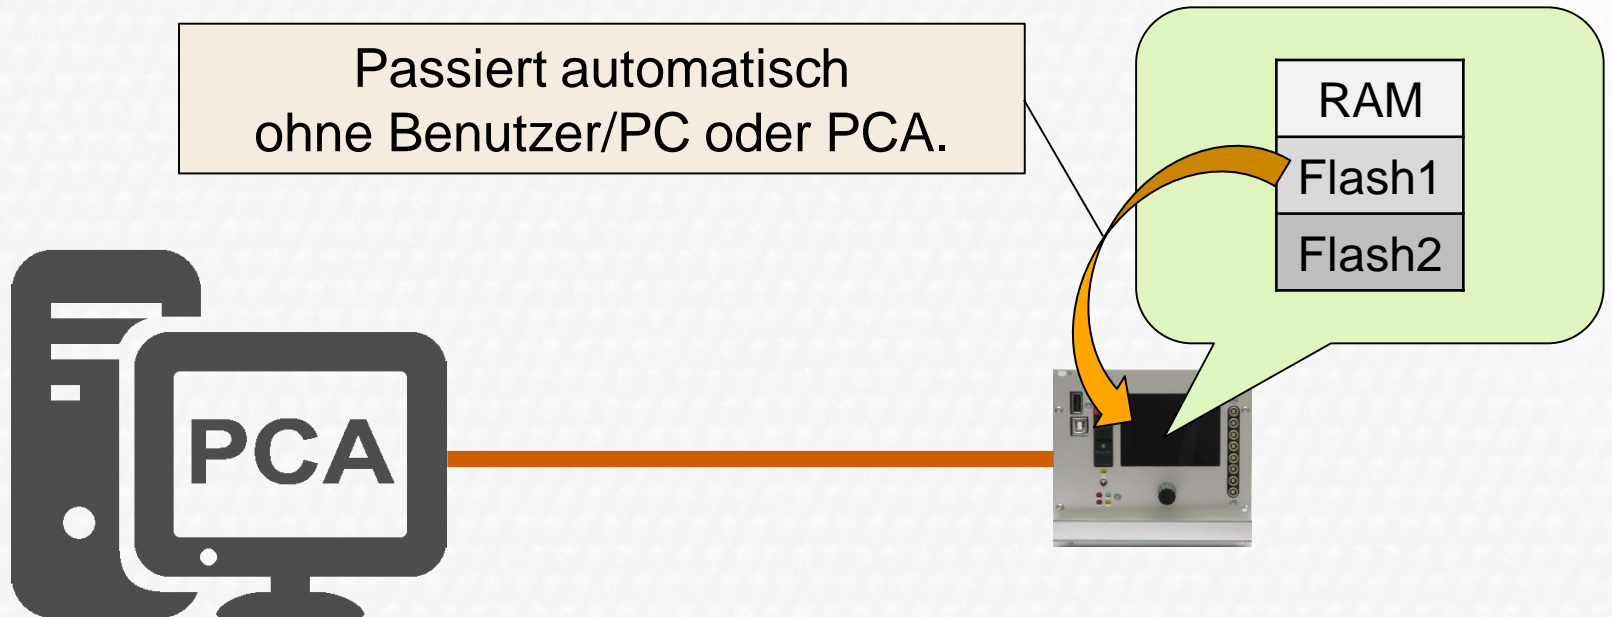 Passiert automatisch
ohne Benutzer/PC oder PCA.
RAM
Flash1
Flash2
PCA